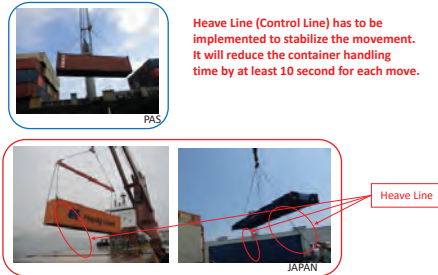 Heave Line (Control Line) has to be
implemented to stabilize the movement.
It will reduce the container handling
time by at least 10 second for each move.
PAS
Heave Line
JAPAN